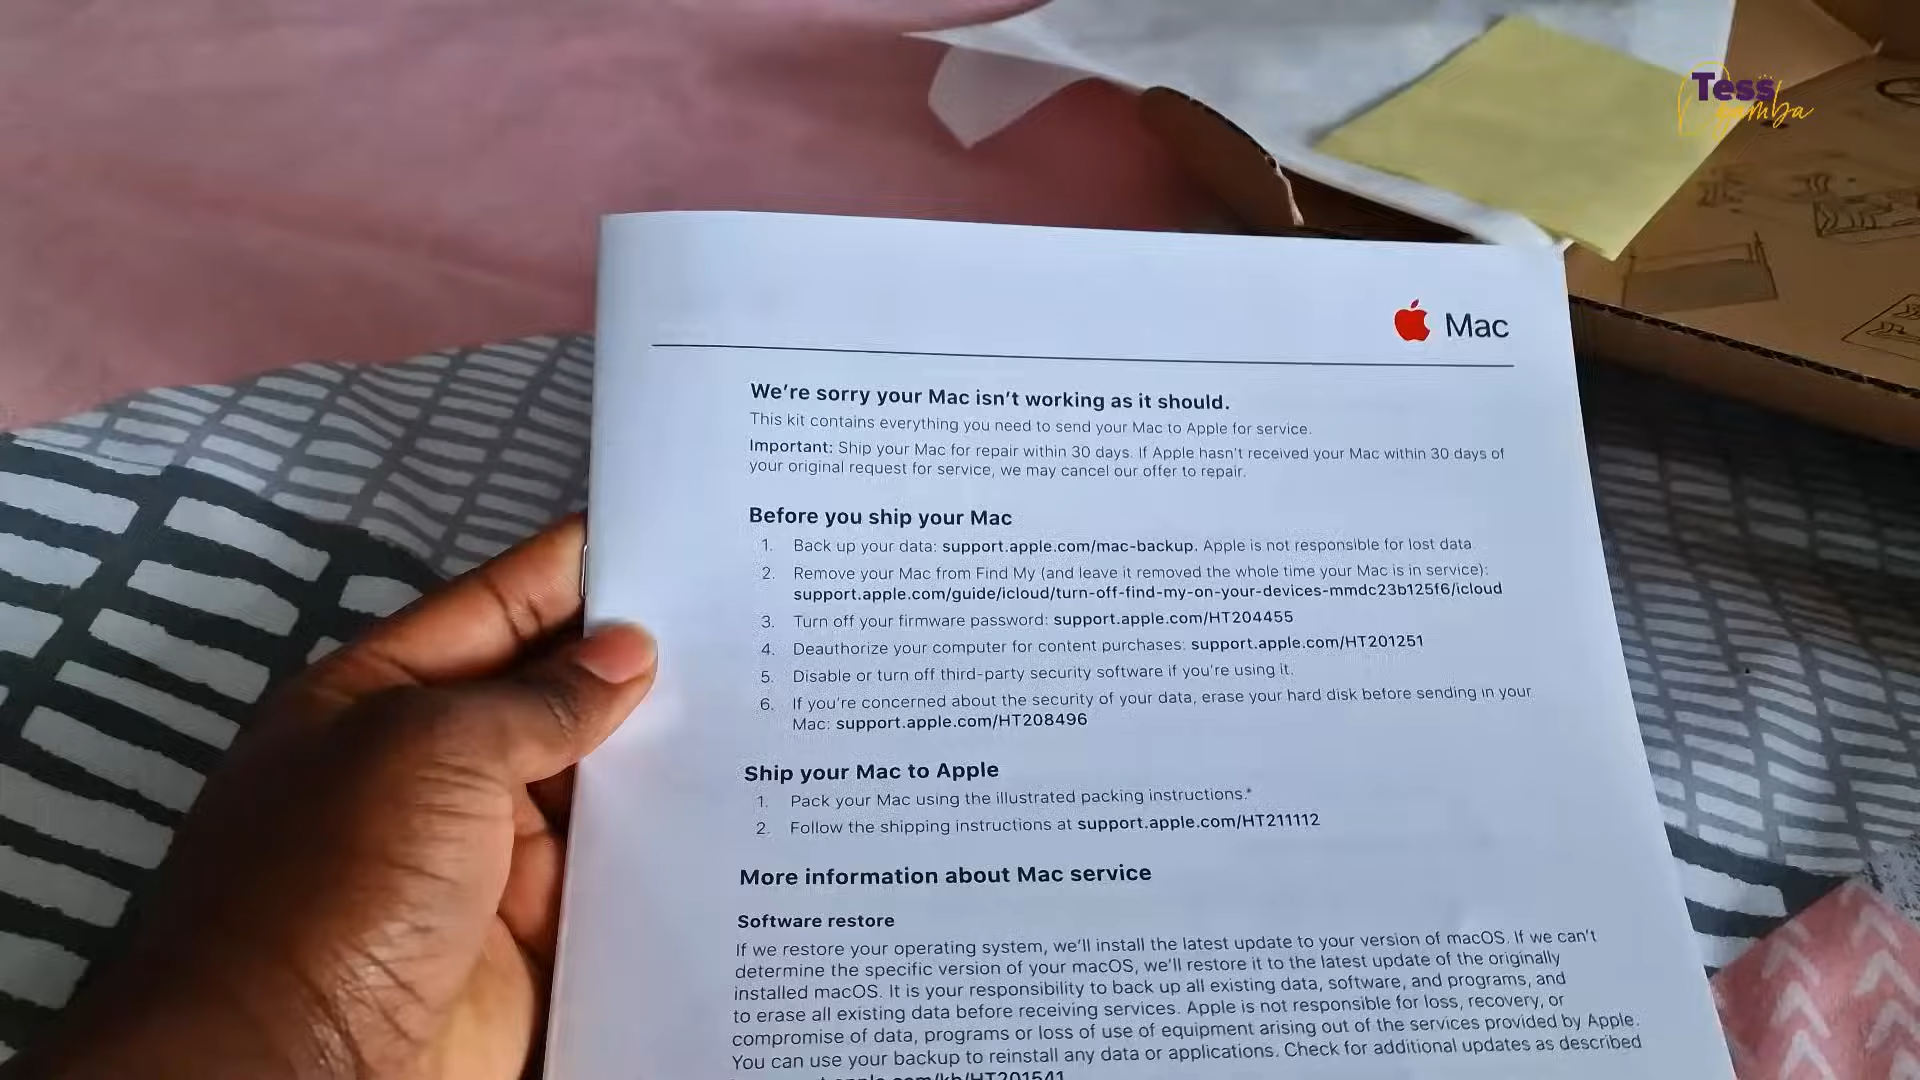 Tess
Ogamba
Mac
We're sorry your Mac isn't working as it should.
This kit contains everything you need to send your Mac to Apple for service.
Important: Ship your Mac for repair within 30 days. If Apple hasn't received your Mac within 30 days of
your original request for service, we may cancel our offer to repair.
Before you ship your Mac
1. Back up your data: support.apple.com/mac-backup. Apple is not responsible for lost data
2. Remove your Mac from Find My (and leave it removed the whole time your Mac is in service):
support.apple.com/guide/icloud/turn-off-find-my-on-your-devices-mmdc23b125f6/icloud
3. Turn off your firmware password: support.apple.com/HT204455
4. Deauthorize your computer for content purchases: support.apple.com/HT201251
5. Disable or turn off third-party security software if you're using it.
6. If you're concerned about the security of your data, erase your hard disk before sending in your
Mac: support.apple.com/HT208496
Ship your Mac to Apple
1. Pack your Mac using the illustrated packing instructions.*
2. Follow the shipping instructions at support.apple.com/HT211112
More information about Mac service
Software restore
If we restore your operating system, we'll install the latest update to your version of macOS. If we can't
determine the specific version of your macOS, we'll restore it to the latest update of the originally
installed macOS. It is your responsibility to back up all existing data, software, and programs, and
to erase all existing data before receiving services. Apple is not responsible for loss, recovery, or
compromise of data, programs or loss of use of equipment arising out of the services provided by Apple.
You can use your backup to reinstall any data or applications. Check for additional updates as described
apple.com/kb/HT201541